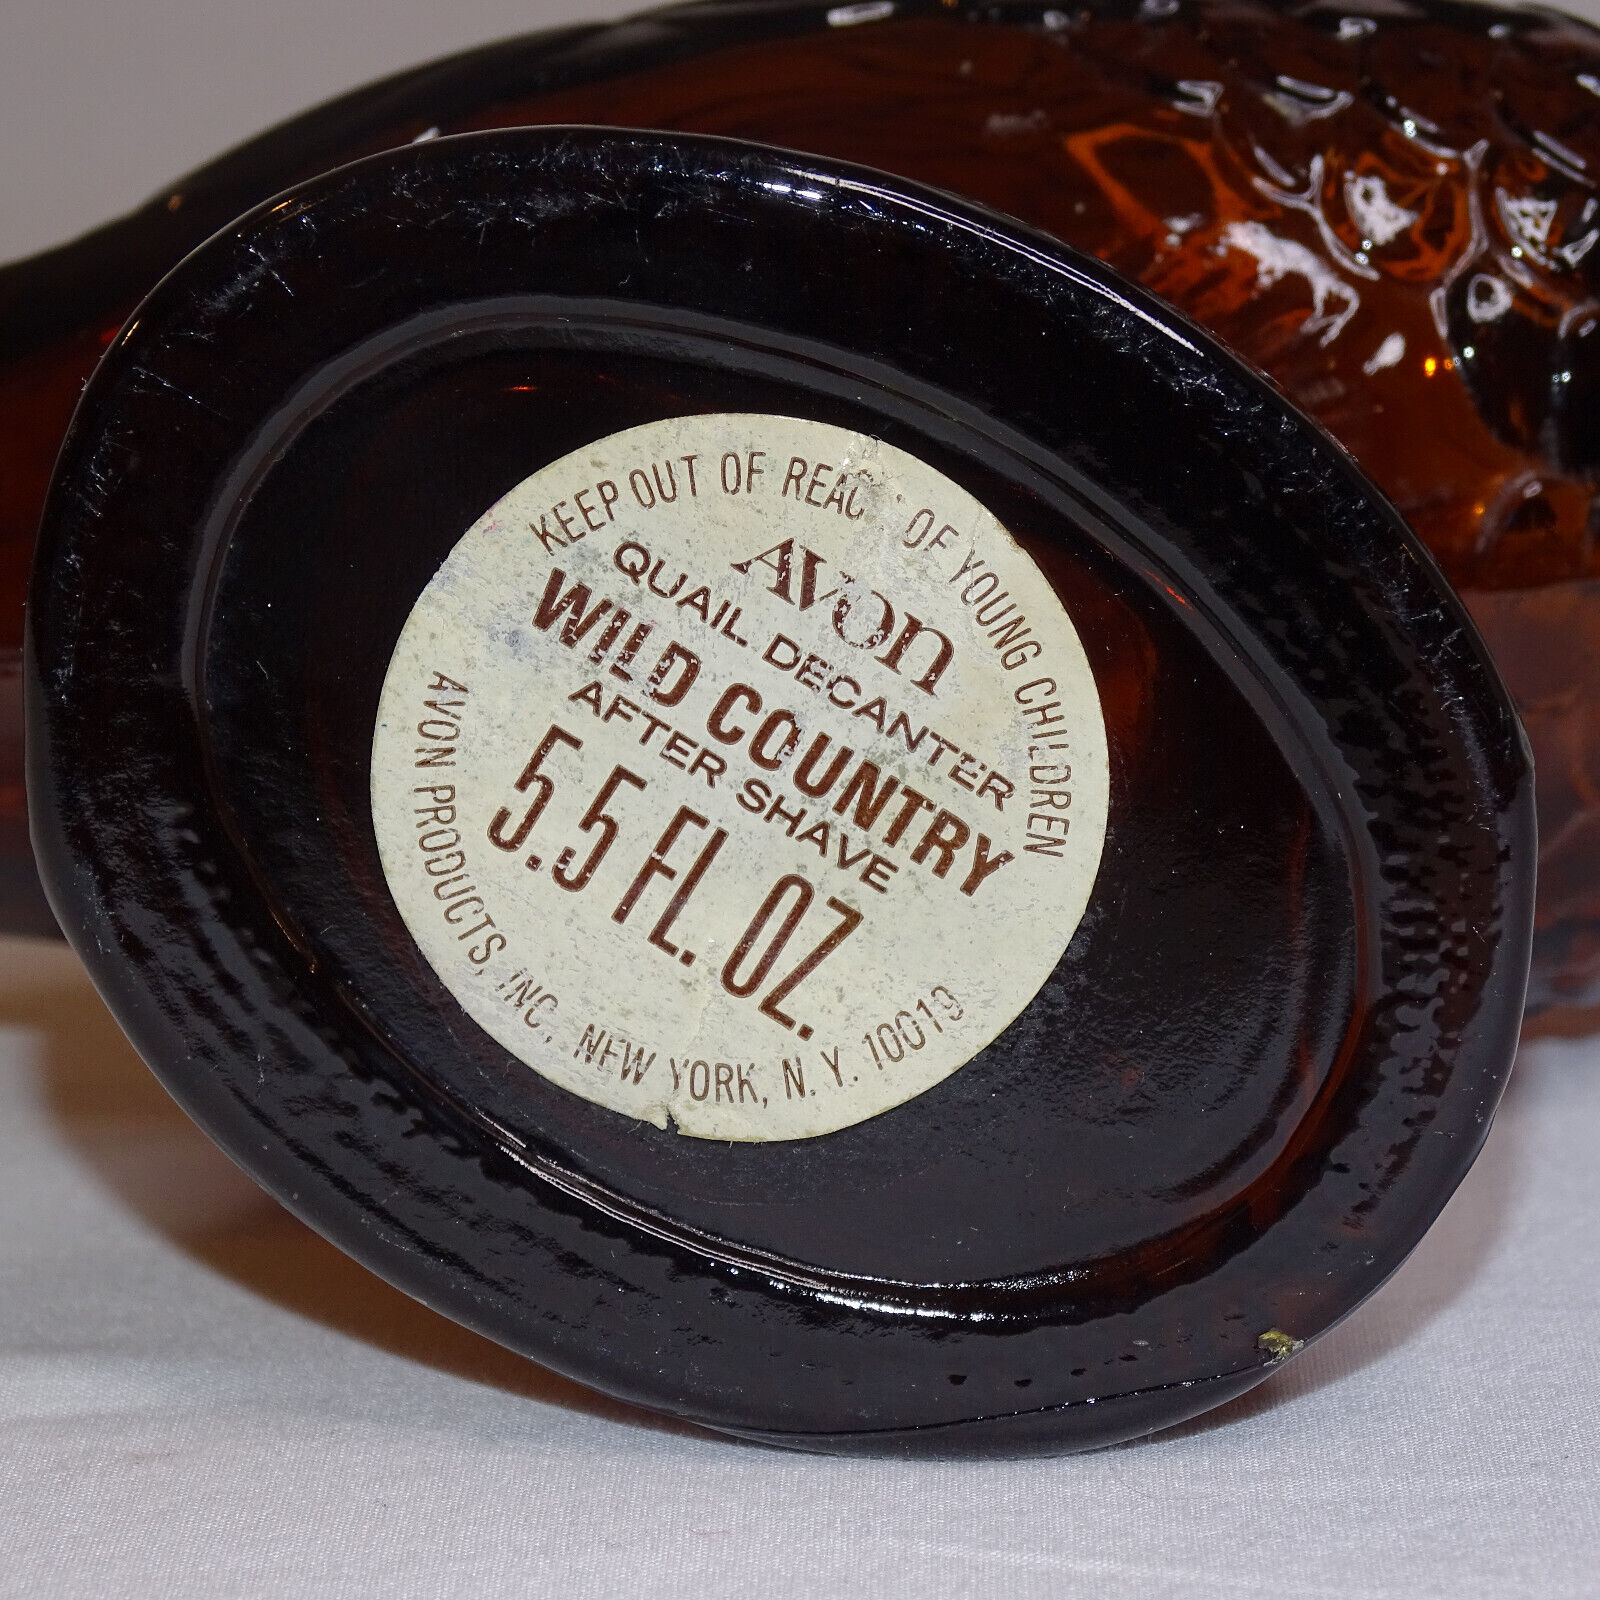 KEEP OUT OF REAC OF YOUNG CHILDREN
AVON
QUAIL DECANTER
WILD COUNTRY
AFTER SHAVE
5.5 FL. OZ.
AVON PRODUCTS, INC, NEW YORK, N. Y. 10019